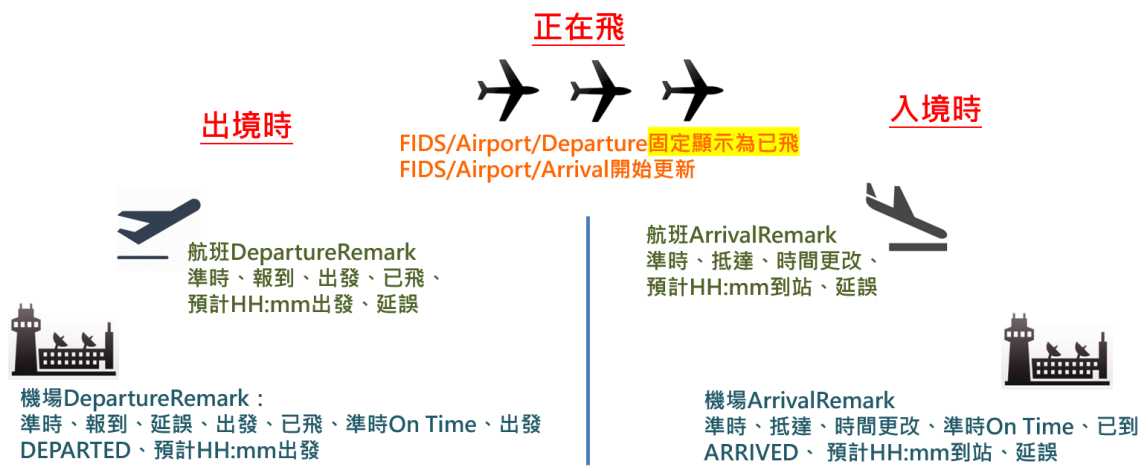 正在飛
出境時
入境時
FIDS/Airport/Departure固定顯示為已飛
FIDS/Airport/Arrival開始更新
航班DepartureRemark
準時、報到、出發、已飛、
預計HH:mm出發、延誤
航班ArrivalRemark
準時、抵達、時間更改、
預計HH:mm到站、延誤
機場DepartureRemark：
準時、報到、延誤、出發、已飛、準時On Time、出發
DEPARTED、預計HH:mm出發
機場ArrivalRemark
準時、抵達、時間更改、準時On Time、已到
ARRIVED、 預計HH:mm到站、延誤